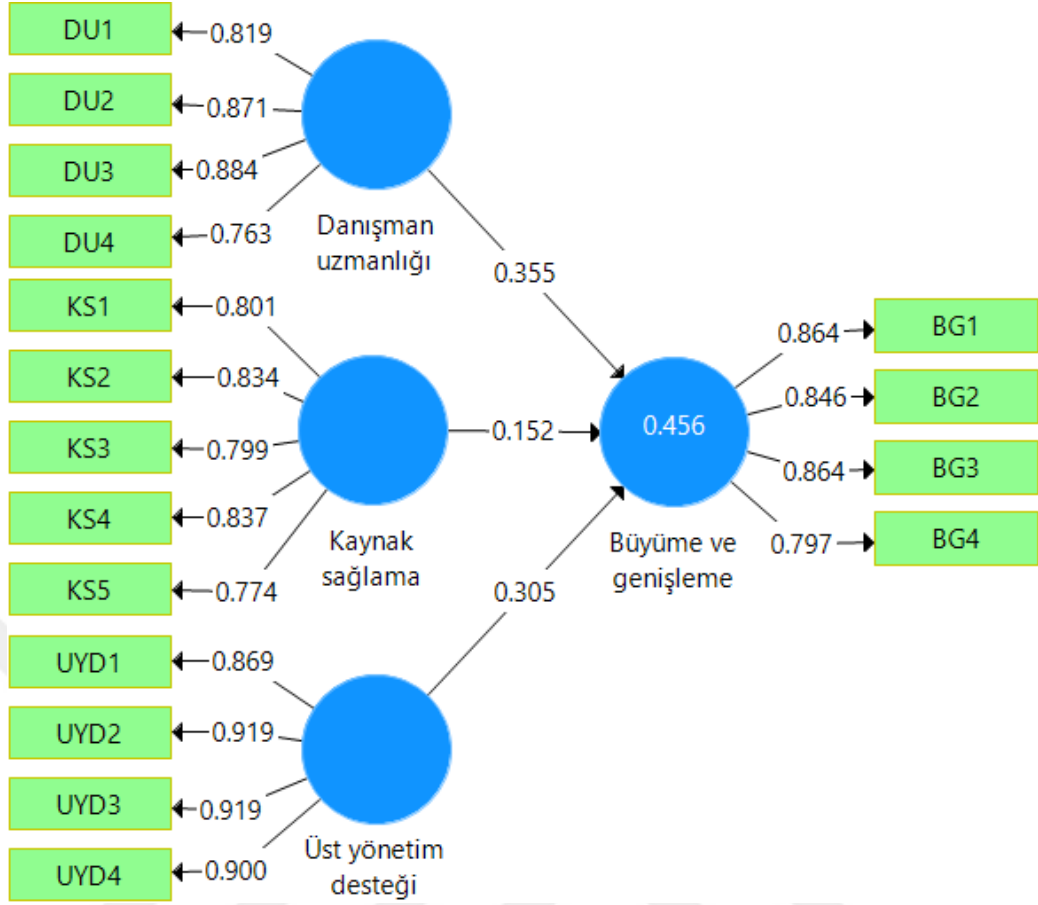 DU1
0.819
DU2
0.871
DU3
0.884
DU4
0.763
Danışman
uzmanlığı
0.355
KS1
0.801
KS2
0.834
KS3
0.799
KS4
0.837
KS5
0.774
Kaynak
sağlama
0.152
UYD1
0.869
UYD2
0.919
UYD3
0.919
UYD4
0.900
Üst yönetim
desteği
0.305
0.456
Büyüme ve
genişleme
0.864
BG1
0.846
BG2
0.864
BG3
0.797
BG4